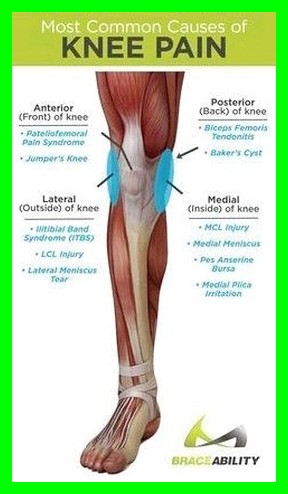 Most Common Causes of
KNEE PAIN
Anterior
(Front) of knee
• Pateliofemoral
Pain Syndrome
• Jumper's Knee
Posterior
(Back) of knee
• Biceps Femoris
Tendonitis
• Baker's Cyst
Lateral
(Outside) of knee
• Ilitibial Band
Syndrome (ITBS)
• LCL Injury
• Lateral Meniscus
Tear
Medial
(Inside) of knee
• MCL Injury
• Medial Meniscus
• Pes Anserine
Bursa
• Medial Plica
Irritation
BRACEABILITY